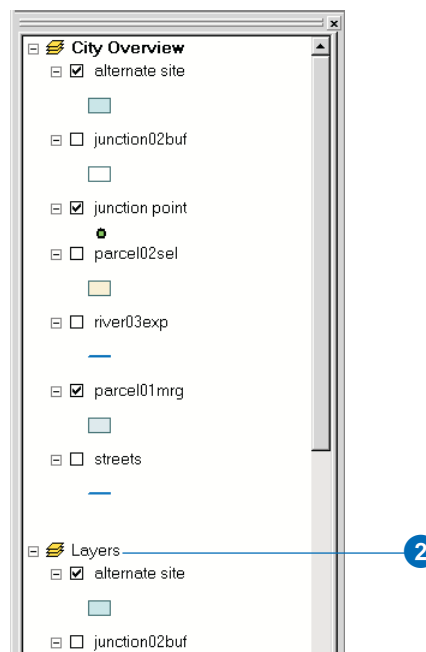 City Overview
alternate site
junction02buf
junction point
parcel02sel
river03exp
parcel01mrg
streets
Layers
2
alternate site
junction02buf